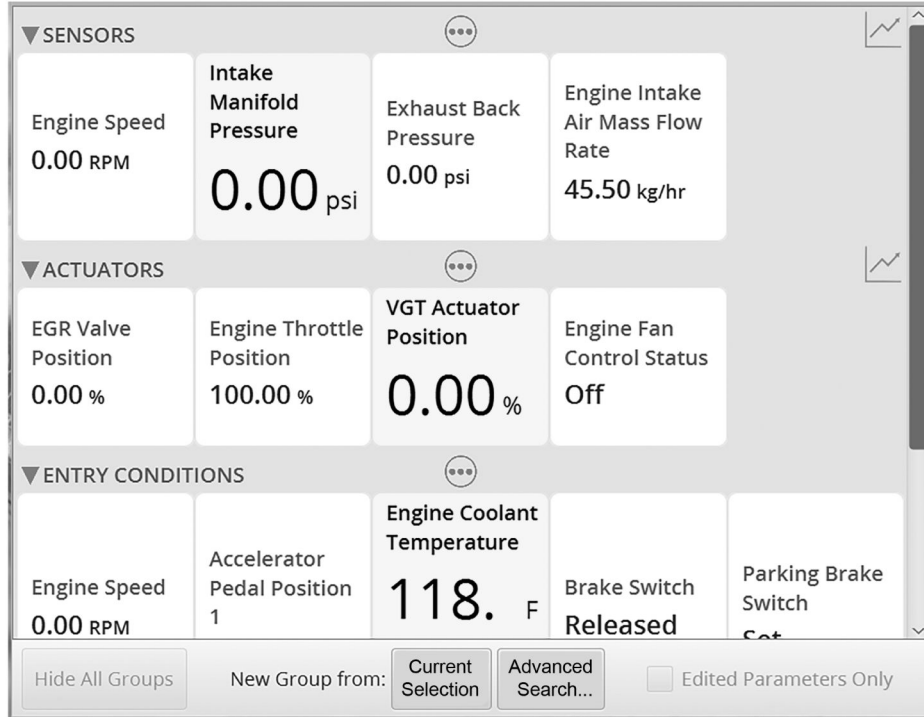 SENSORS
Engine Speed
0.00 RPM
Intake
Manifold
Pressure
0.00 psi
Exhaust Back
Pressure
0.00 psi
Engine Intake
Air Mass Flow
Rate
45.50 kg/hr
ACTUATORS
EGR Valve
Position
0.00 %
Engine Throttle
Position
100.00 %
VGT Actuator
Position
0.00 %
Engine Fan
Control Status
Off
ENTRY CONDITIONS
Engine Speed
0.00 RPM
Accelerator
Pedal Position
1
Engine Coolant
Temperature
118. F
Brake Switch
Released
Parking Brake
Switch
Set
Hide All Groups
New Group from:
Current
Selection
Advanced
Search...
Edited Parameters Only